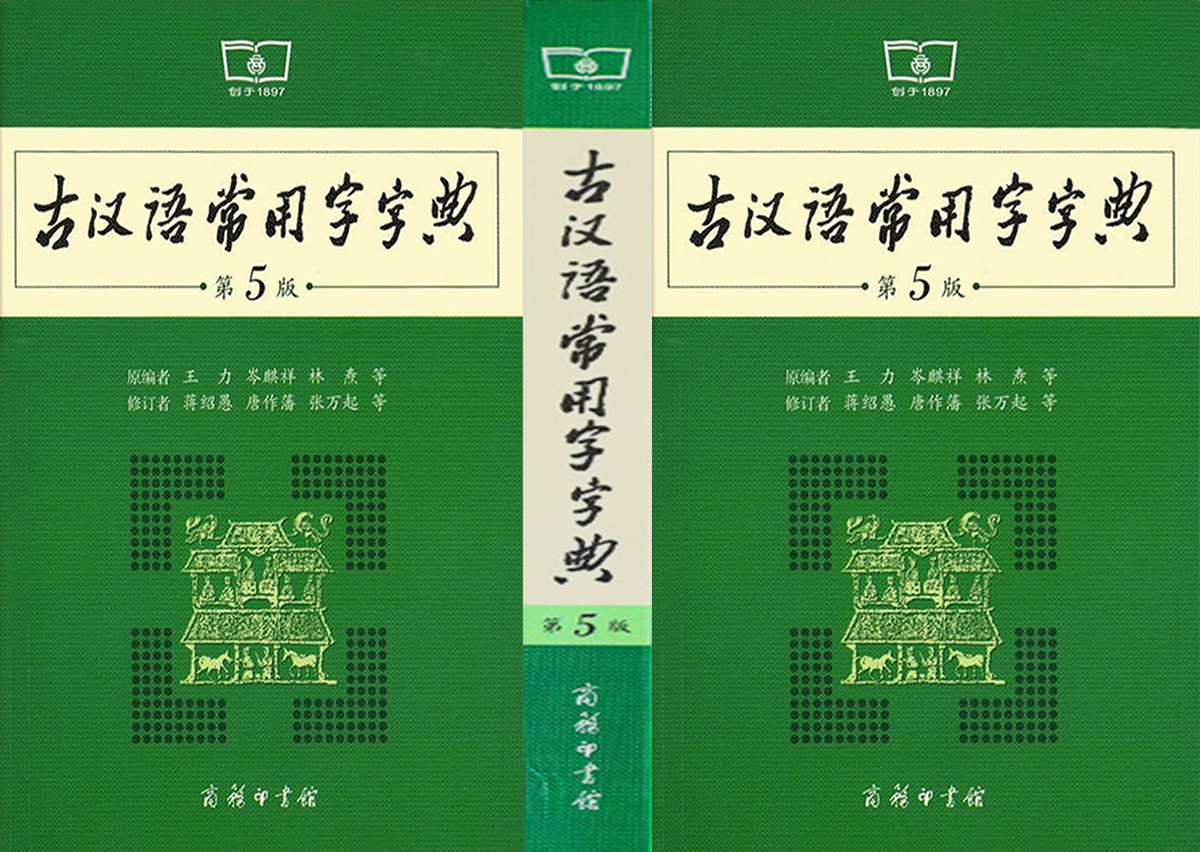 创于1897
古汉语常用字字典
第5版
原编者 王力 岑麒祥 林焘 等
修订者 蒋绍愚 唐作藩 张万起 等
商务印书馆
创于1897
古汉语常用字字典
第5版
商务印书馆
创于1897
古汉语常用字字典
第5版
原编者 王力 岑麒祥 林焘 等
修订者 蒋绍愚 唐作藩 张万起 等
商务印书馆